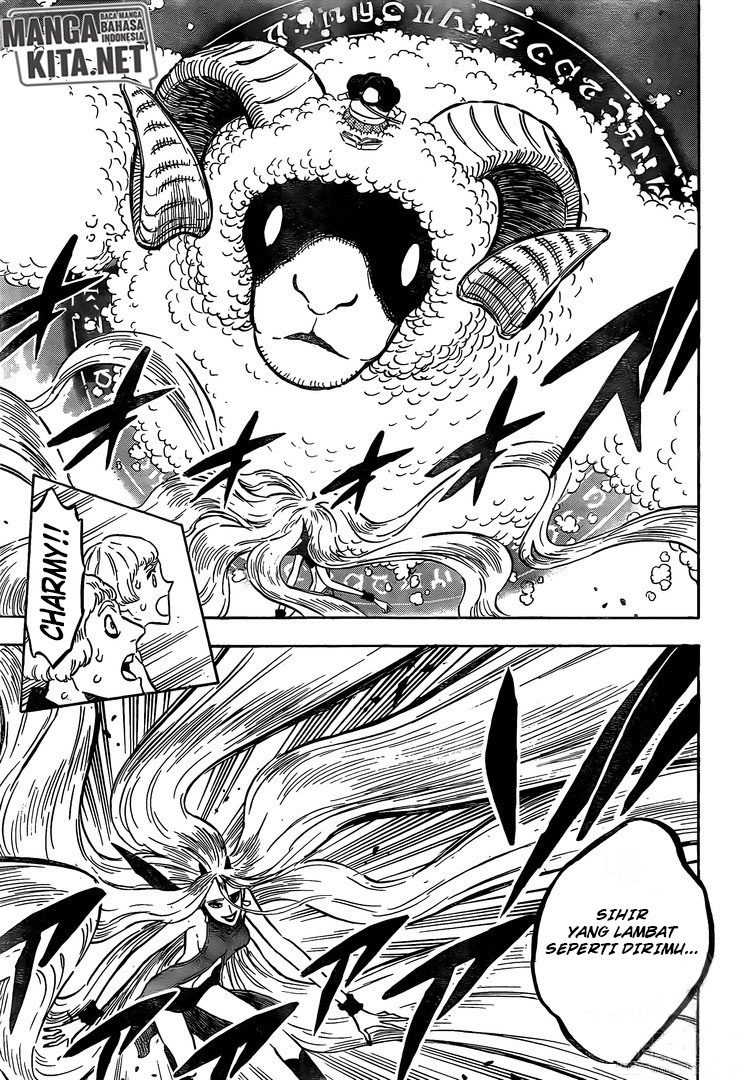 MANGA
KITA.NET
BACA MANGA
BAHASA
INDONESIA
CHARMY!!
SIHIR
YANG LAMBAT
SEPERTI DIRIMU...